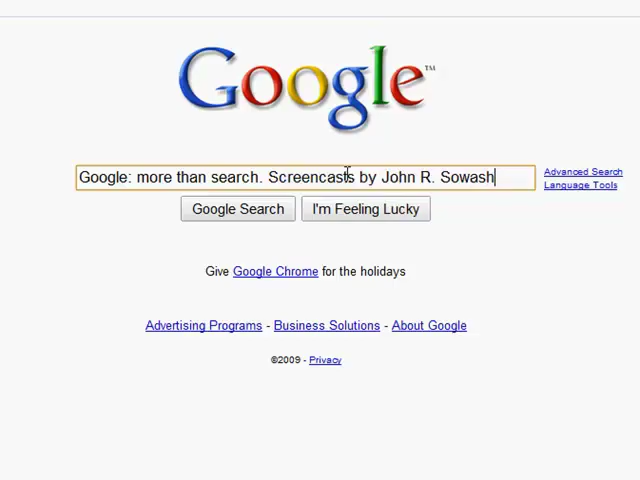 Google™
Google: more than search. Screencasts by John R. Sowash
Advanced Search
Language Tools
Google Search
I'm Feeling Lucky
Give Google Chrome for the holidays
Advertising Programs - Business Solutions - About Google
©2009 - Privacy